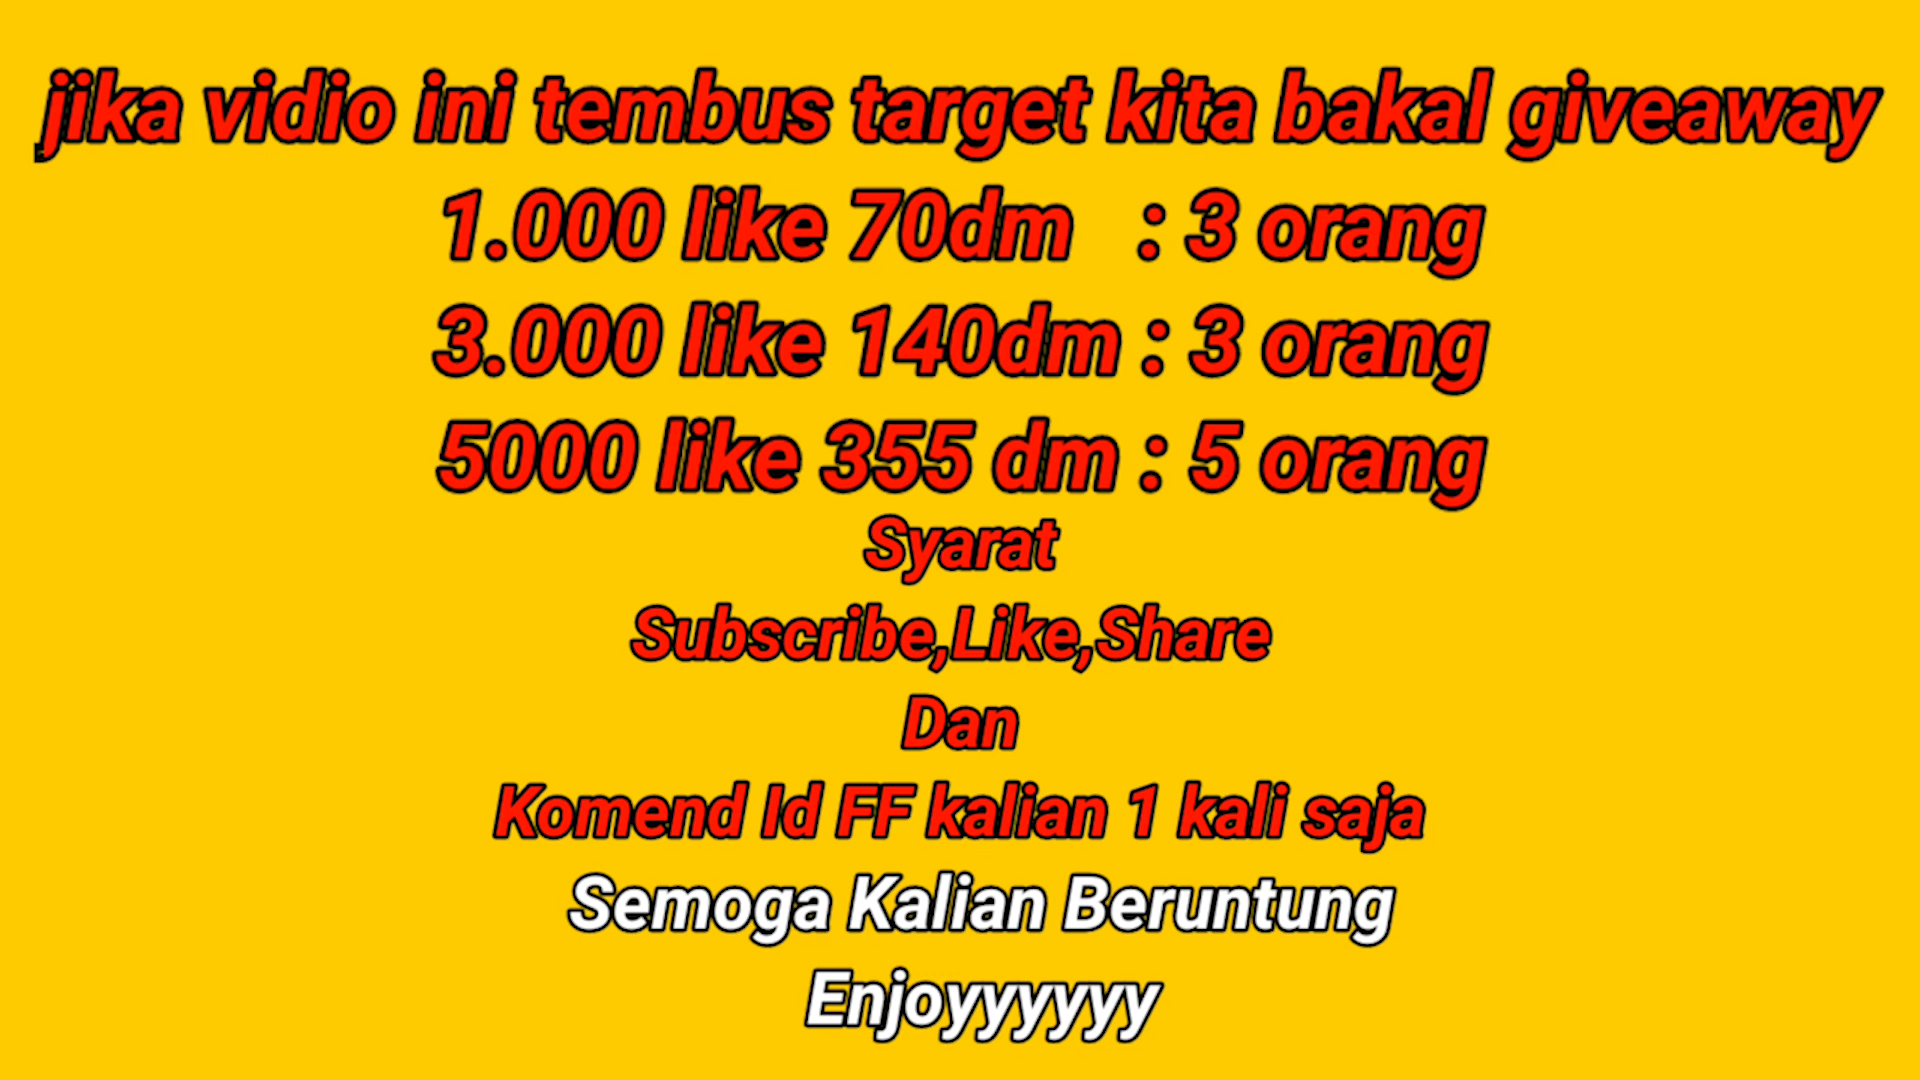 jika vidio ini tembus target kita bakal giveaway
1.000 like 70dm : 3 orang
3.000 like 140dm : 3 orang
5000 like 355 dm : 5 orang
Syarat
Subscribe,Like,Share
Dan
Komend Id FF kalian 1 kali saja
Semoga Kalian Beruntung
Enjoyyyyyy